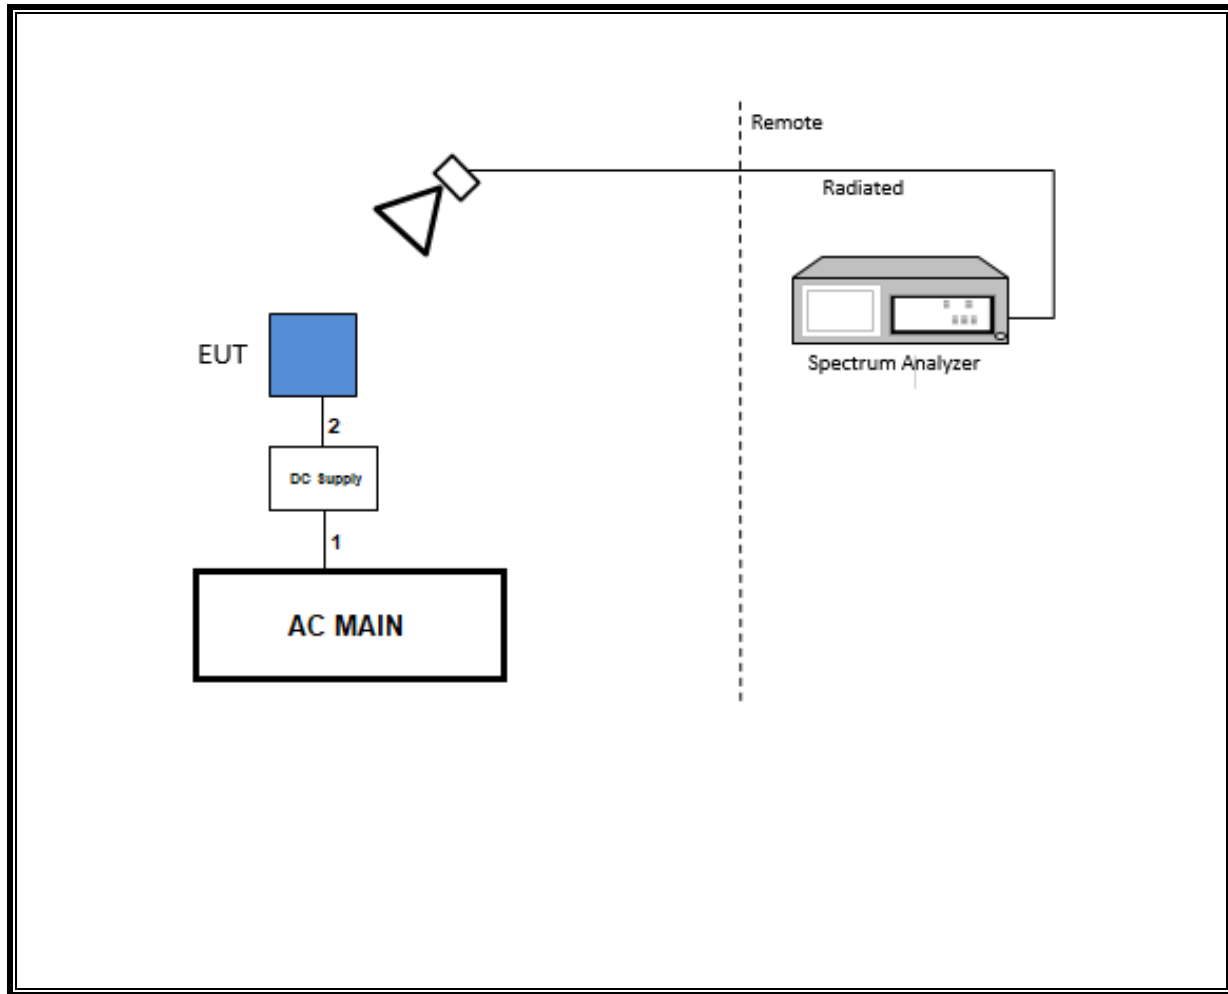 Remote
Radiated
EUT
Spectrum Analyzer
2
DC Supply
1
AC MAIN